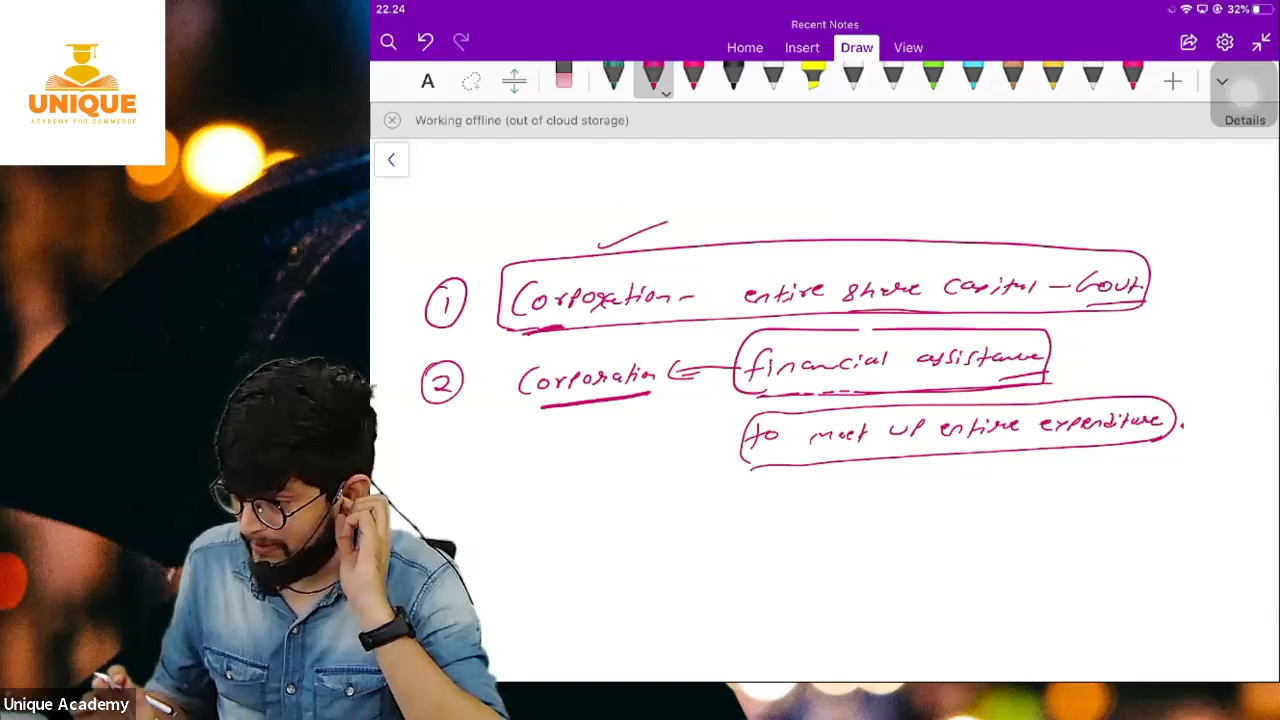 UNIQUE
ACADEMY FOR COMMERCE
22.24
32%
Recent Notes
Home Insert Draw View
A
Working offline (out of cloud storage)
Details
1 Corporation - entire share capital - Govt.
2 Corporation financial assistance
to meet up entire expenditure.
Unique Academy